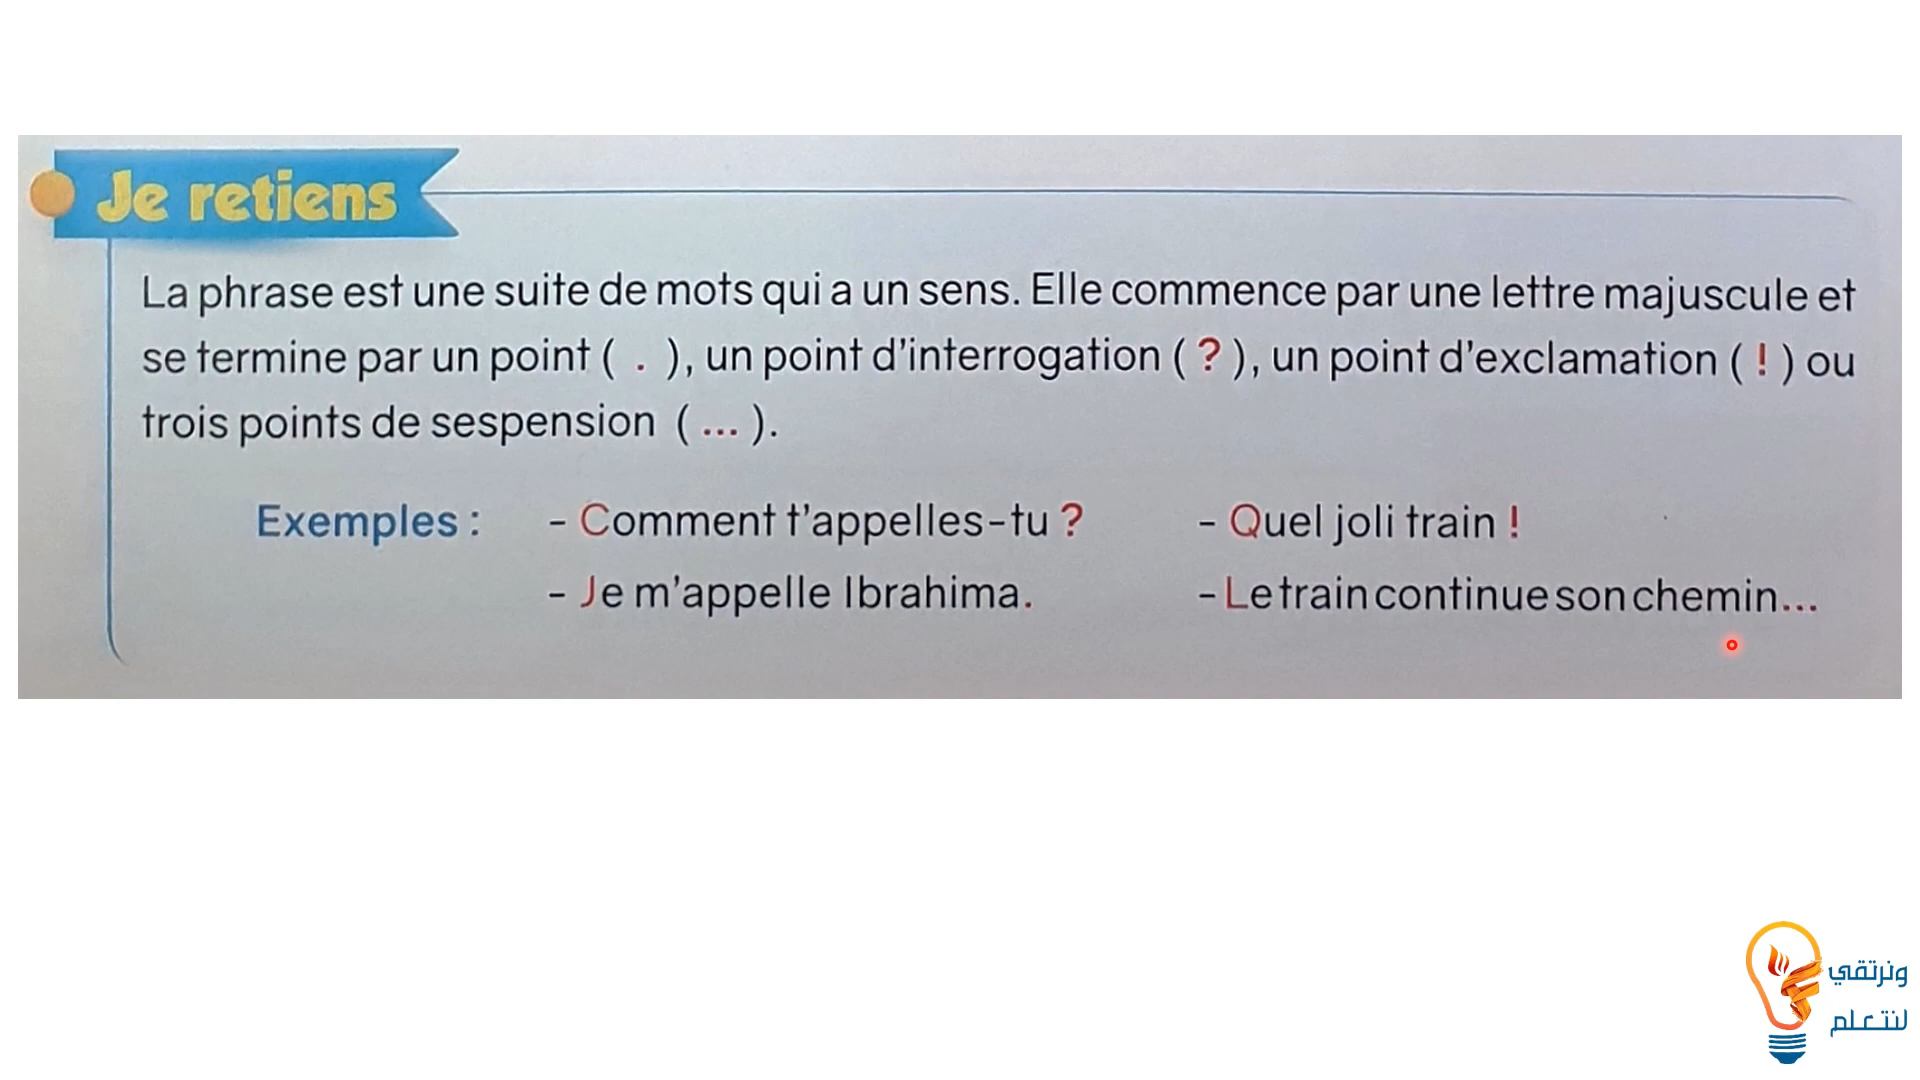 Je retiens
La phrase est une suite de mots qui a un sens. Elle commence par une lettre majuscule et
se termine par un point ( . ), un point d'interrogation ( ? ), un point d'exclamation ( ! ) ou
trois points de sespension ( ... ).
Exemples : - Comment t'appelles-tu ? - Quel joli train !
- Je m'appelle Ibrahima. - Le train continue son chemin...
ونرتقي
لنتعلم